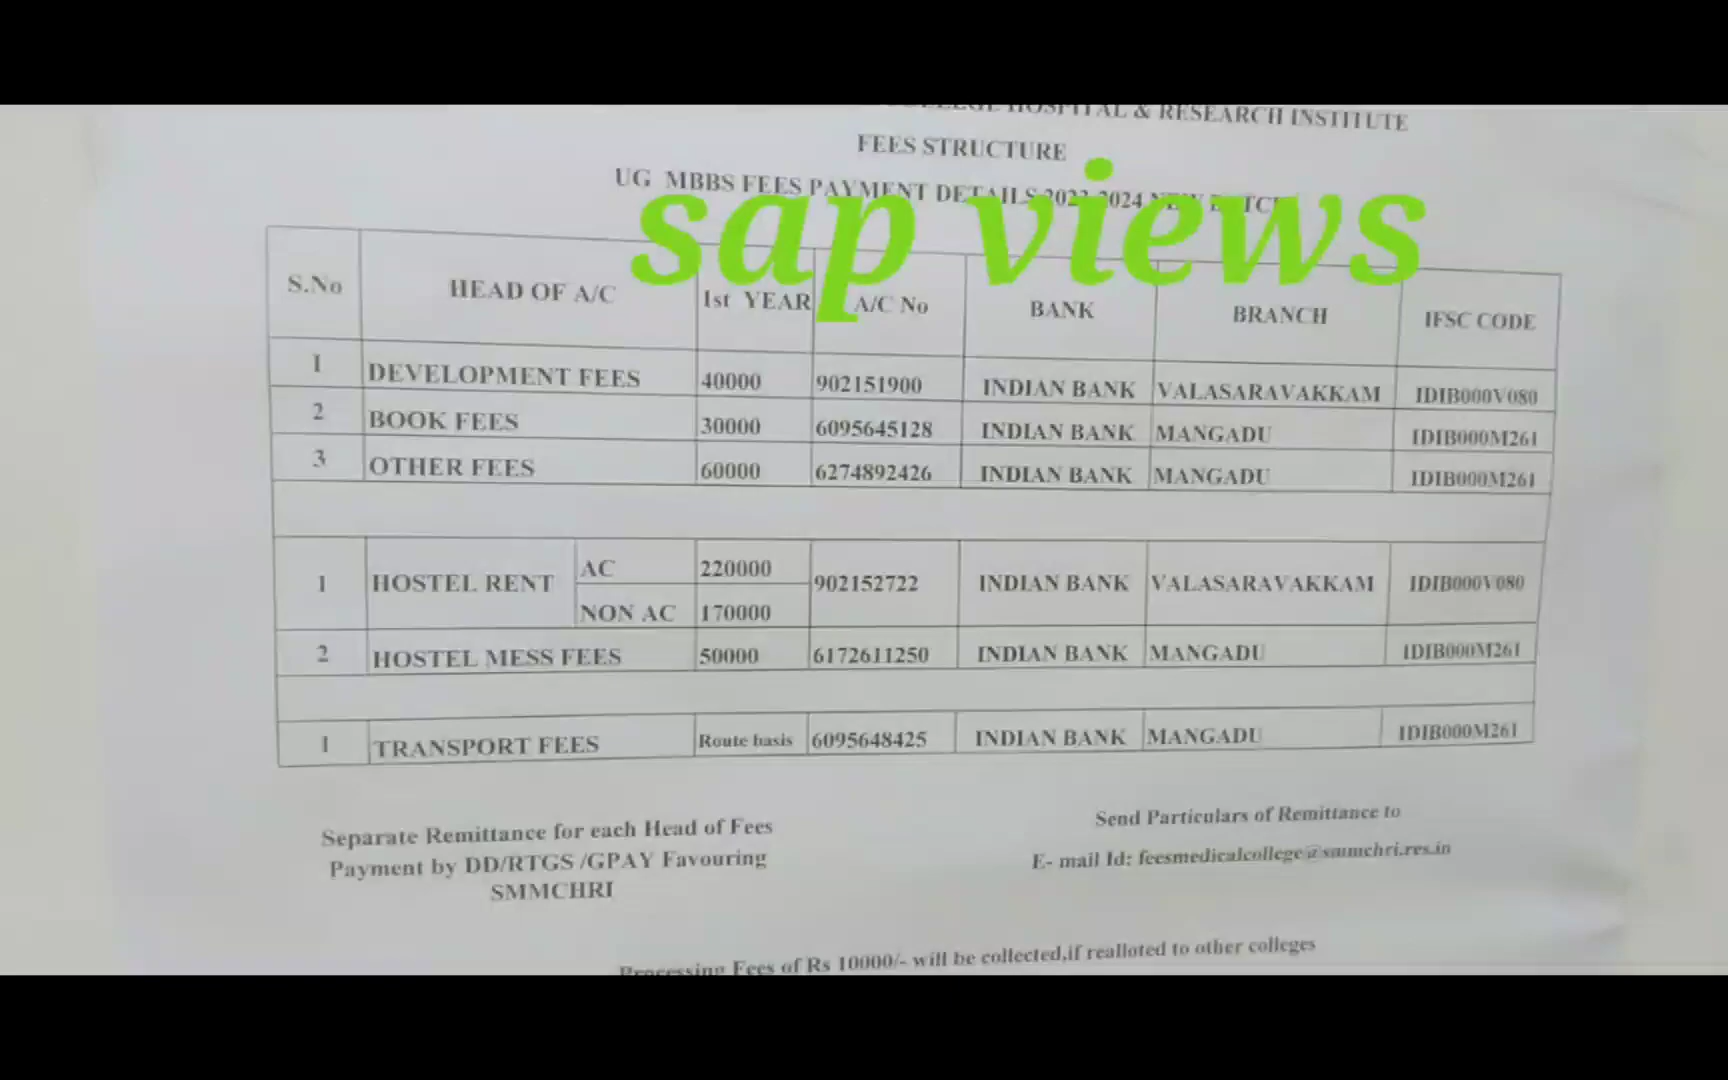 HOSPITAL & RESEARCH INSTITUTE
FEES STRUCTURE
UG MBBS FEES PAYMENT DETAILS 2024
sap views
S.No HEAD OF A/C 1st YEAR A/C No BANK BRANCH IFSC CODE
1 DEVELOPMENT FEES 40000 902151900 INDIAN BANK VALASARAVAKKAM IDIB000V080
2 BOOK FEES 30000 6095645128 INDIAN BANK MANGADU IDIB000M261
3 OTHER FEES 60000 6274892426 INDIAN BANK MANGADU IDIB000M261
1 HOSTEL RENT AC 220000 902152722 INDIAN BANK VALASARAVAKKAM IDIB000V080
NON AC 170000
2 HOSTEL MESS FEES 50000 6172611250 INDIAN BANK MANGADU IDIB000M261
1 TRANSPORT FEES Route basis 6095648425 INDIAN BANK MANGADU IDIB000M261
Separate Remittance for each Head of Fees
Payment by DD/RTGS /GPAY Favouring
SMMCHRI
Send Particulars of Remittance to
E- mail Id: feesmedicalcollege@smmchri.res.in
Processing Fees of Rs 10000/- will be collected,if realloted to other colleges